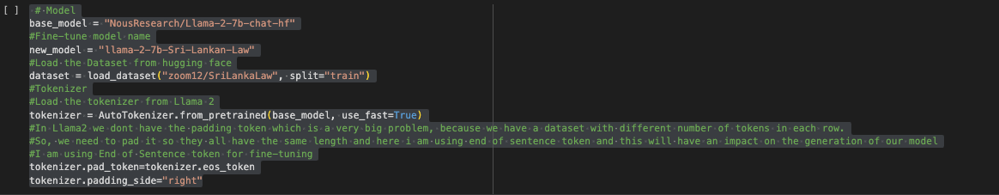 [ ] # Model
base_model = "NousResearch/Llama-2-7b-chat-hf"
#Fine-tune model name
new_model = "llama-2-7b-Sri-Lankan-Law"
#Load the Dataset from hugging face
dataset = load_dataset("zoom12/SriLankaLaw", split="train")
#Tokenizer
#Load the tokenizer from Llama 2
tokenizer = AutoTokenizer.from_pretrained(base_model, use_fast=True)
#In Llama2 we dont have the padding token which is a very big problem, because we have a dataset with different number of tokens in each row.
#So, we need to pad it so they all have the same length and here i am using end of sentence token and this will have an impact on the generation of our model
#I am using End of Sentence token for fine-tuning
tokenizer.pad_token=tokenizer.eos_token
tokenizer.padding_side="right"